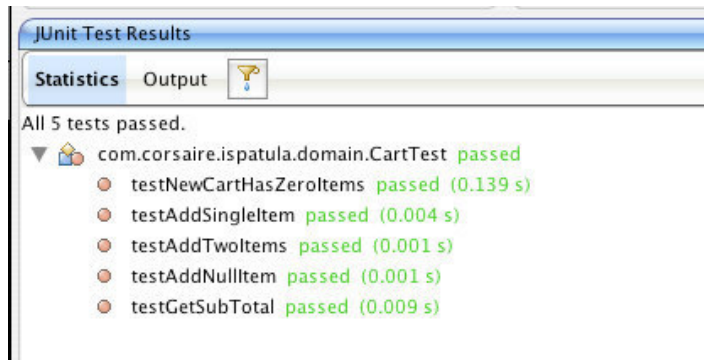 JUnit Test Results
Statistics Output
All 5 tests passed.
com.corsaire.ispatula.domain.CartTest passed
testNewCartHasZeroItems passed (0.139 s)
testAddSingleItem passed (0.004 s)
testAddTwoItems passed (0.001 s)
testAddNullItem passed (0.001 s)
testGetSubTotal passed (0.009 s)